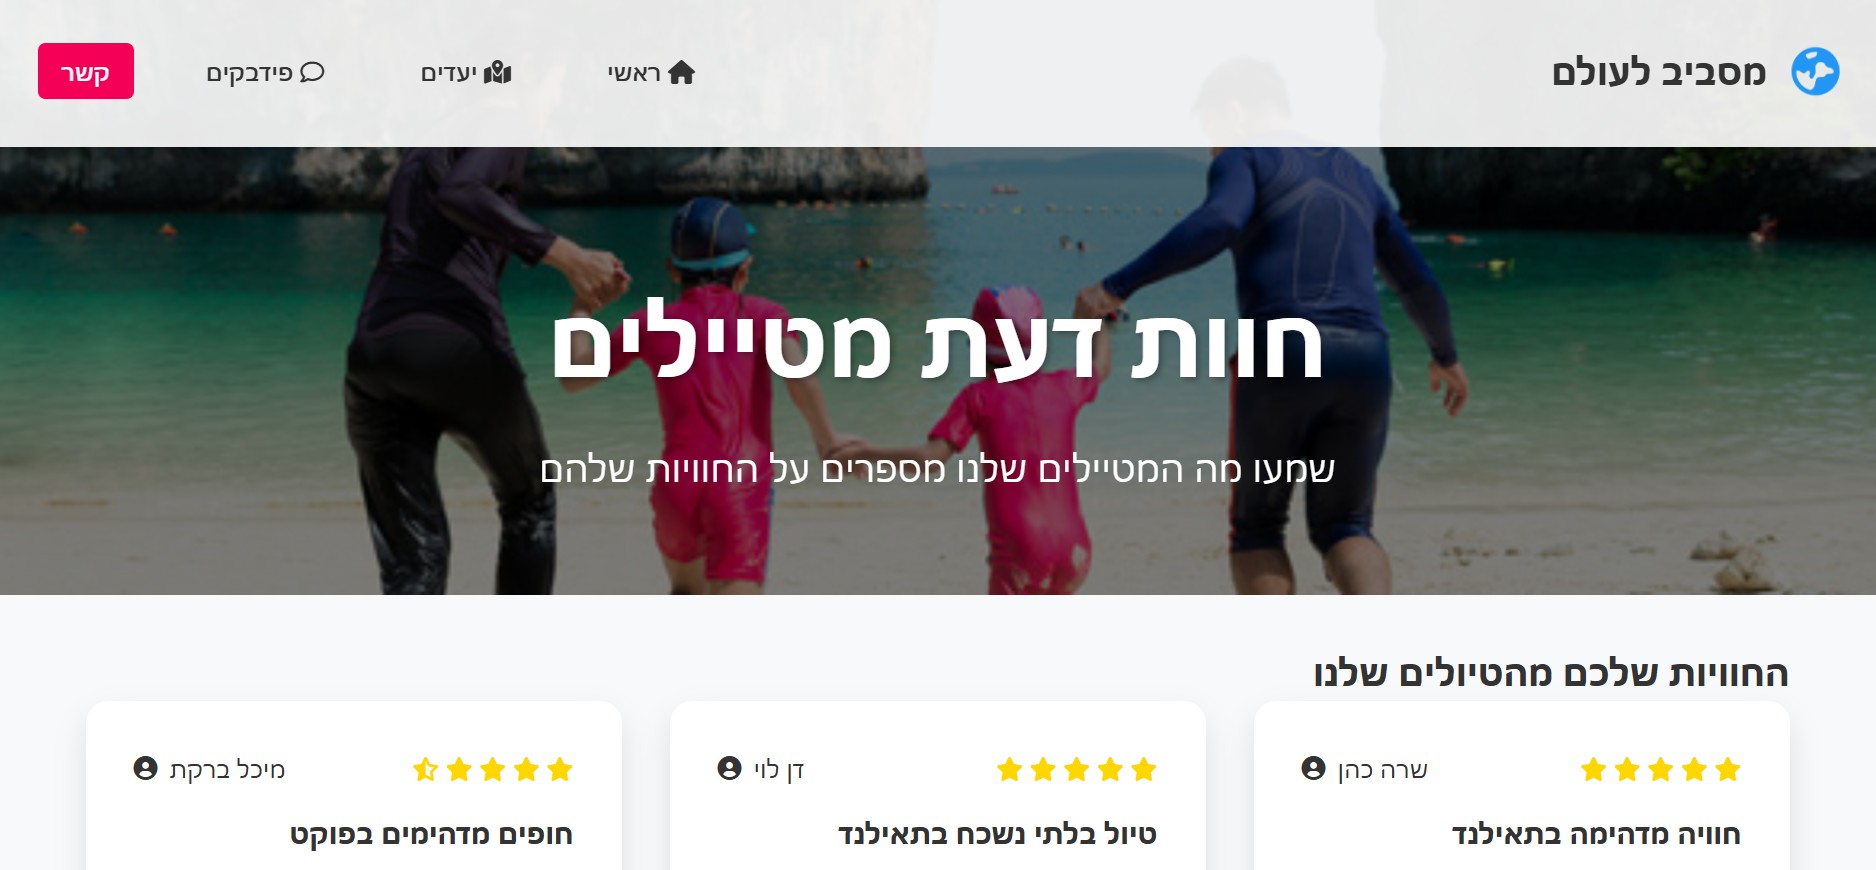 מסביב לעולם
ראשי
יעדים
פידבקים
קשר
חוות דעת מטיילים
שמעו מה המטיילים שלנו מספרים על החוויות שלהם
החוויות שלכם מהטיולים שלנו
שרה כהן
חוויה מדהימה בתאילנד
דן לוי
טיול בלתי נשכח בתאילנד
מיכל ברקת
חופים מדהימים בפוקט